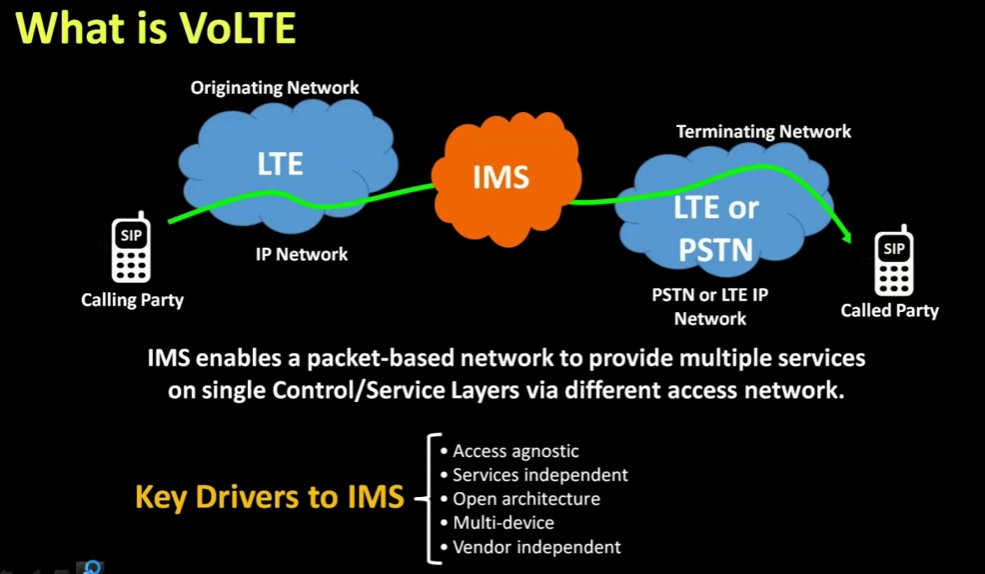 What is VoLTE
Originating Network
LTE
IP Network
SIP
Calling Party
IMS
Terminating Network
LTE or
PSTN
PSTN or LTE IP
Network
SIP
Called Party
IMS enables a packet-based network to provide multiple services
on single Control/Service Layers via different access network.
Key Drivers to IMS
• Access agnostic
• Services independent
• Open architecture
• Multi-device
• Vendor independent